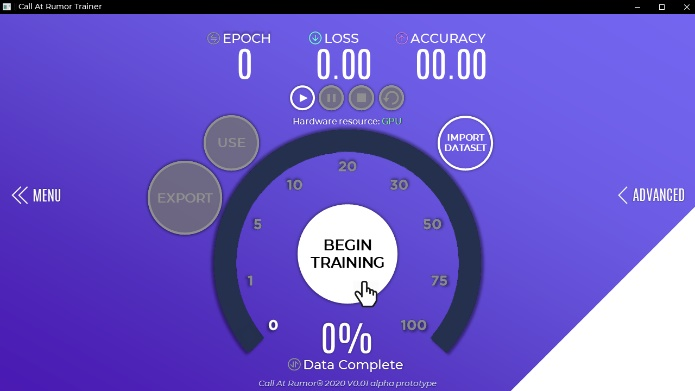 Call At Rumor Trainer
EPOCH
LOSS
ACCURACY
0
0.00
00.00
Hardware resource: GPU
USE
IMPORT
DATASET
EXPORT
MENU
ADVANCED
20
10
30
5
50
1
75
0
100
BEGIN
TRAINING
0%
Data Complete
Call At Rumor® 2020 V0.01 alpha prototype